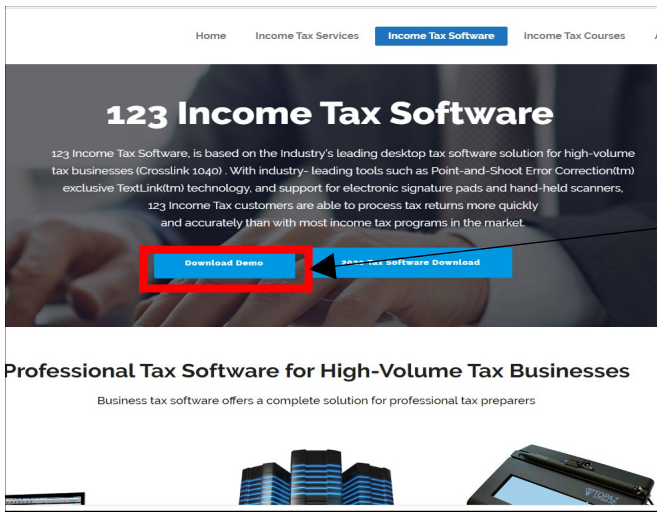 Home Income Tax Services Income Tax Software Income Tax Courses
123 Income Tax Software
123 Income Tax Software, is based on the Industry's leading desktop tax software solution for high-volume
tax businesses (Crosslink 1040) . With industry- leading tools such as Point-and-Shoot Error Correction(tm)
exclusive TextLink(tm) technology, and support for electronic signature pads and hand-held scanners,
123 Income Tax customers are able to process tax returns more quickly
and accurately than with most income tax programs in the market.
Download Demo 2020 Tax Software Download
Professional Tax Software for High-Volume Tax Businesses
Business tax software offers a complete solution for professional tax preparers
TOPAZ